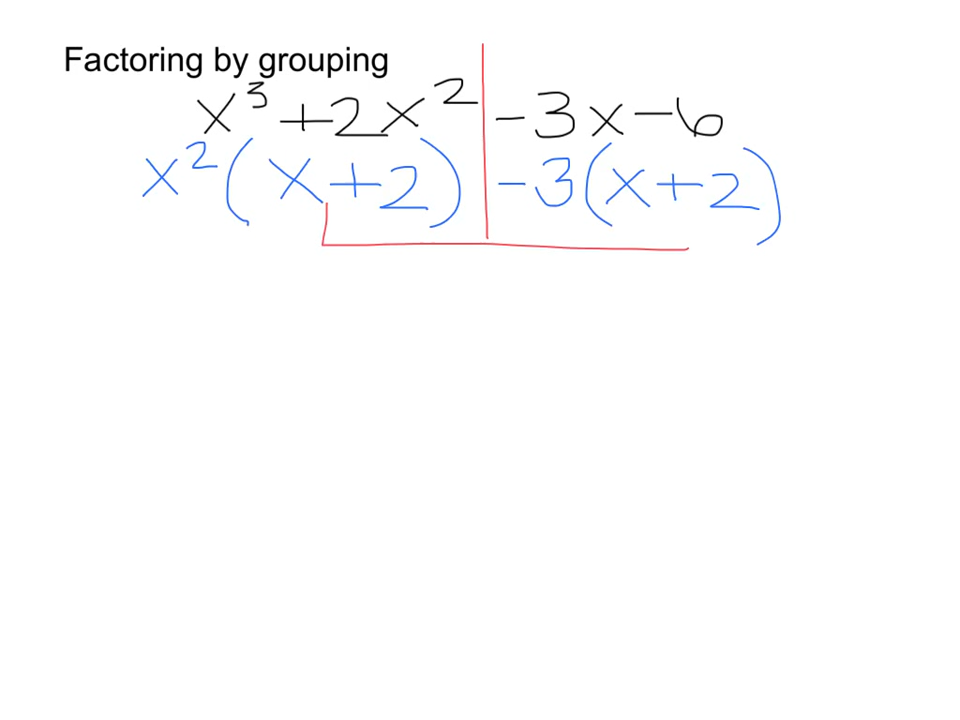 Factoring by grouping
x³ + 2x² - 3x - 6
x² (x + 2) - 3 (x + 2)